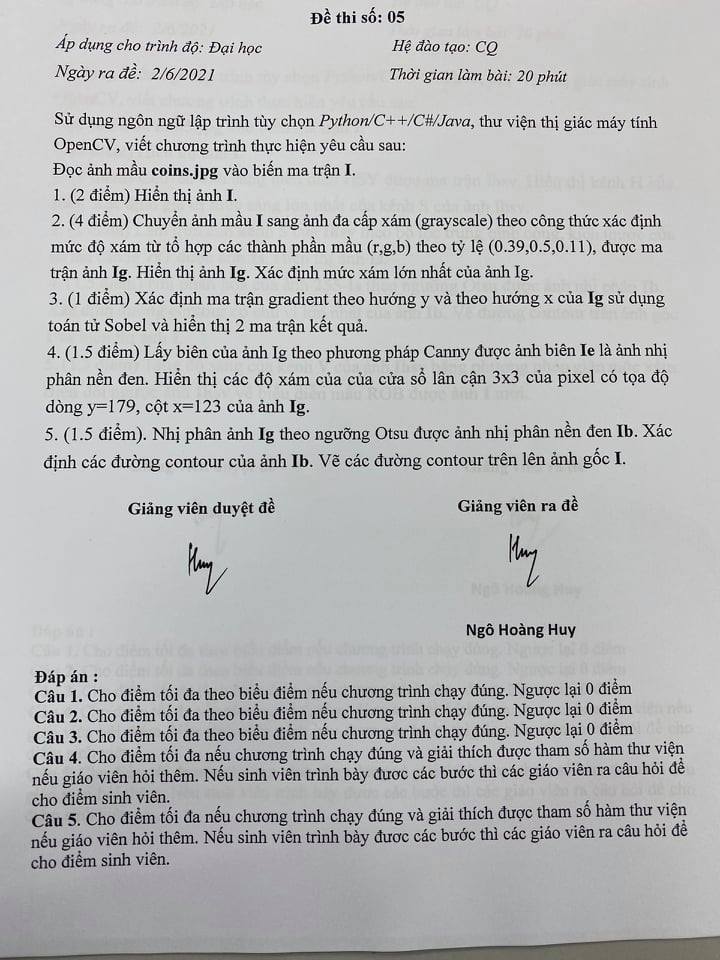 Đề thi số: 05
Áp dụng cho trình độ: Đại học Hệ đào tạo: CQ
Ngày ra đề: 2/6/2021 Thời gian làm bài: 20 phút
Sử dụng ngôn ngữ lập trình tùy chọn Python/C++/C#/Java, thư viện thị giác máy tính
OpenCV, viết chương trình thực hiện yêu cầu sau:
Đọc ảnh mầu coins.jpg vào biến ma trận I.
1. (2 điểm) Hiển thị ảnh I.
2. (4 điểm) Chuyển ảnh mầu I sang ảnh đa cấp xám (grayscale) theo công thức xác định
mức độ xám từ tổ hợp các thành phần mầu (r,g,b) theo tỷ lệ (0.39,0.5,0.11), được ma
trận ảnh Ig. Hiển thị ảnh Ig. Xác định mức xám lớn nhất của ảnh Ig.
3. (1 điểm) Xác định ma trận gradient theo hướng y và theo hướng x của Ig sử dụng
toán tử Sobel và hiển thị 2 ma trận kết quả.
4. (1.5 điểm) Lấy biên của ảnh Ig theo phương pháp Canny được ảnh biên Ie là ảnh nhị
phân nền đen. Hiển thị các độ xám của của cửa sổ lân cận 3x3 của pixel có tọa độ
dòng y=179, cột x=123 của ảnh Ig.
5. (1.5 điểm). Nhị phân ảnh Ig theo ngưỡng Otsu được ảnh nhị phân nền đen Ib. Xác
định các đường contour của ảnh Ib. Vẽ các đường contour trên lên ảnh gốc I.
Giảng viên duyệt đề Giảng viên ra đề
Huy Huy
Ngô Hoàng Huy
Đáp án :
Câu 1. Cho điểm tối đa theo biểu điểm nếu chương trình chạy đúng. Ngược lại 0 điểm
Câu 2. Cho điểm tối đa theo biểu điểm nếu chương trình chạy đúng. Ngược lại 0 điểm
Câu 3. Cho điểm tối đa theo biểu điểm nếu chương trình chạy đúng. Ngược lại 0 điểm
Câu 4. Cho điểm tối đa nếu chương trình chạy đúng và giải thích được tham số hàm thư viện
nếu giáo viên hỏi thêm. Nếu sinh viên trình bày đươc các bước thì các giáo viên ra câu hỏi để
cho điểm sinh viên.
Câu 5. Cho điểm tối đa nếu chương trình chạy đúng và giải thích được tham số hàm thư viện
nếu giáo viên hỏi thêm. Nếu sinh viên trình bày đươc các bước thì các giáo viên ra câu hỏi để
cho điểm sinh viên.